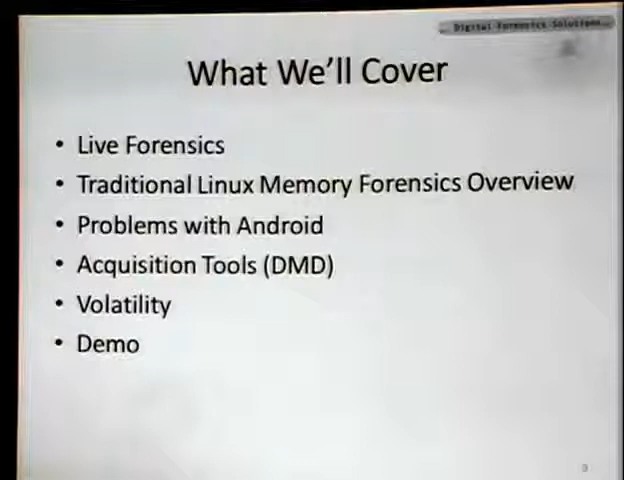 Digital Forensics Solutions
What We'll Cover
• Live Forensics
• Traditional Linux Memory Forensics Overview
• Problems with Android
• Acquisition Tools (DMD)
• Volatility
• Demo